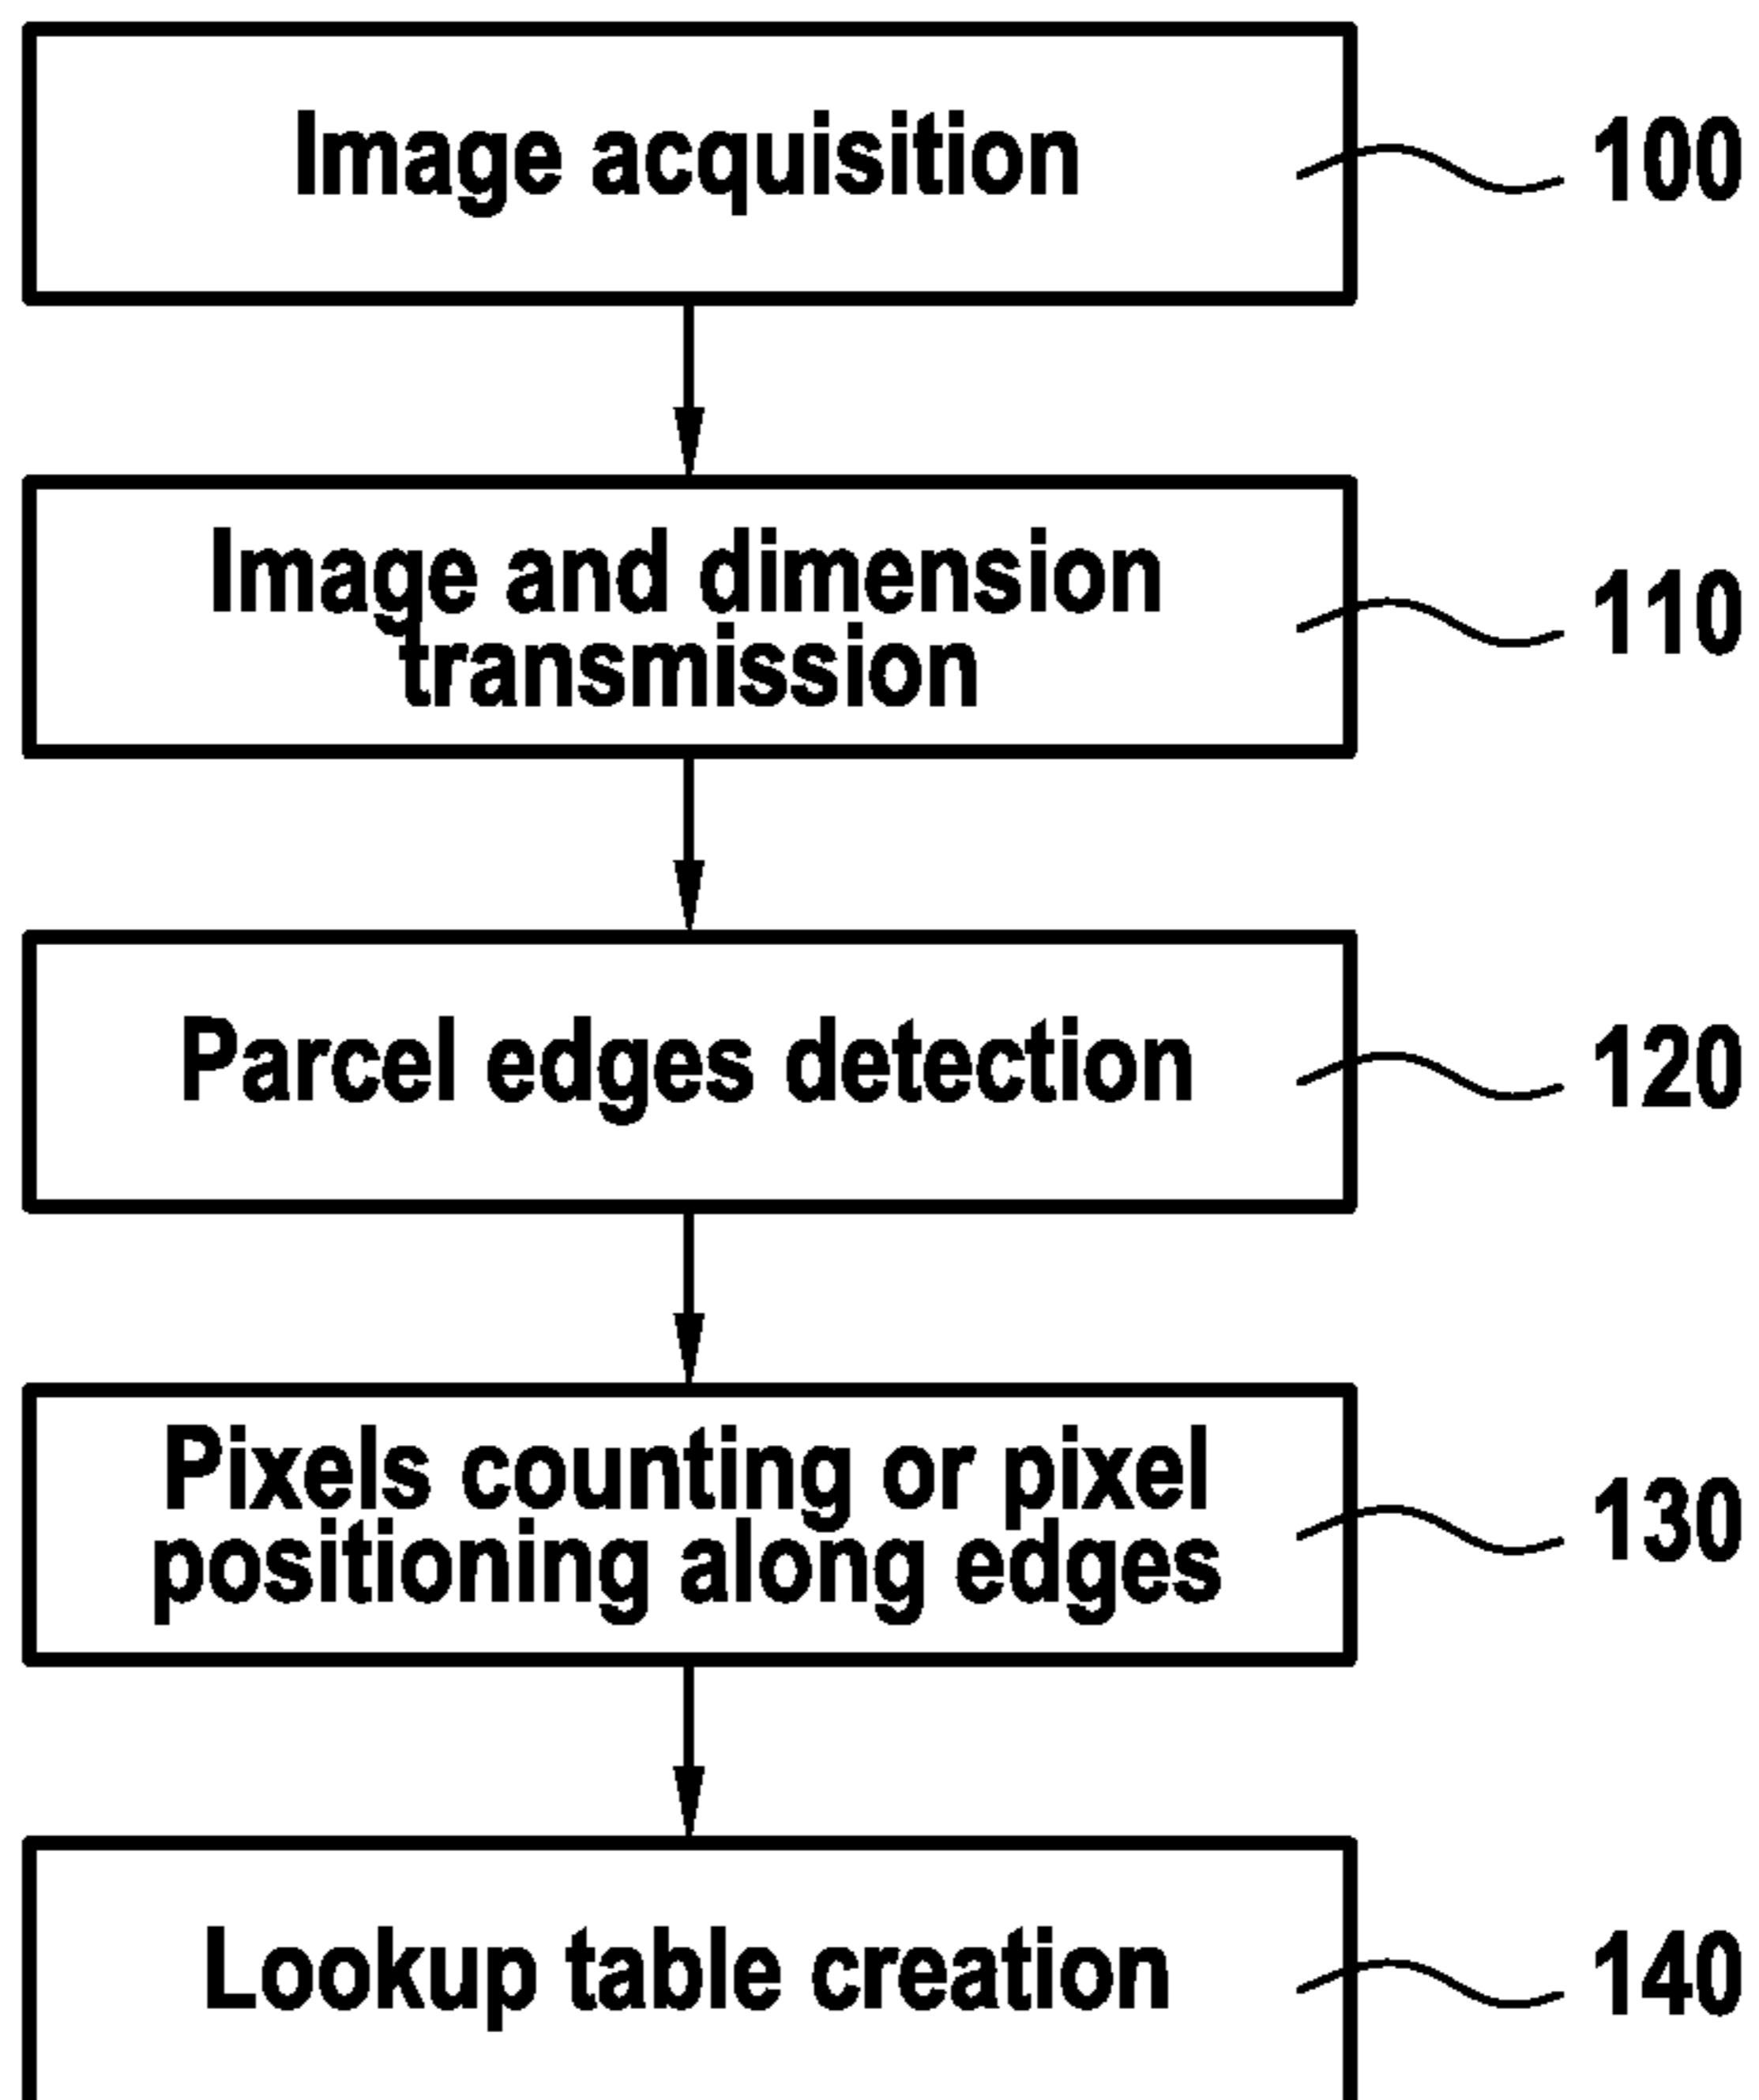 Image acquisition
100
Image and dimension
transmission
110
Parcel edges detection
120
Pixels counting or pixel
positioning along edges
130
Lookup table creation
140